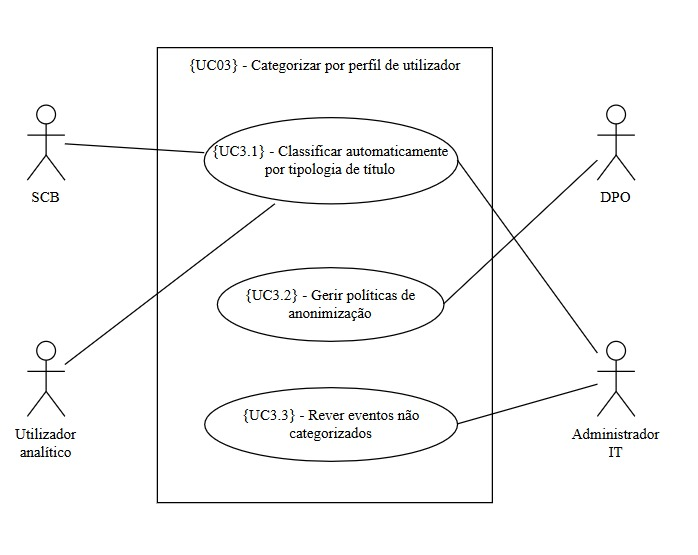 {UC03} - Categorizar por perfil de utilizador
{UC3.1} - Classificar automaticamente
por tipologia de título
SCB
DPO
{UC3.2} - Gerir políticas de
anonimização
{UC3.3} - Rever eventos não
categorizados
Utilizador
analítico
Administrador
IT